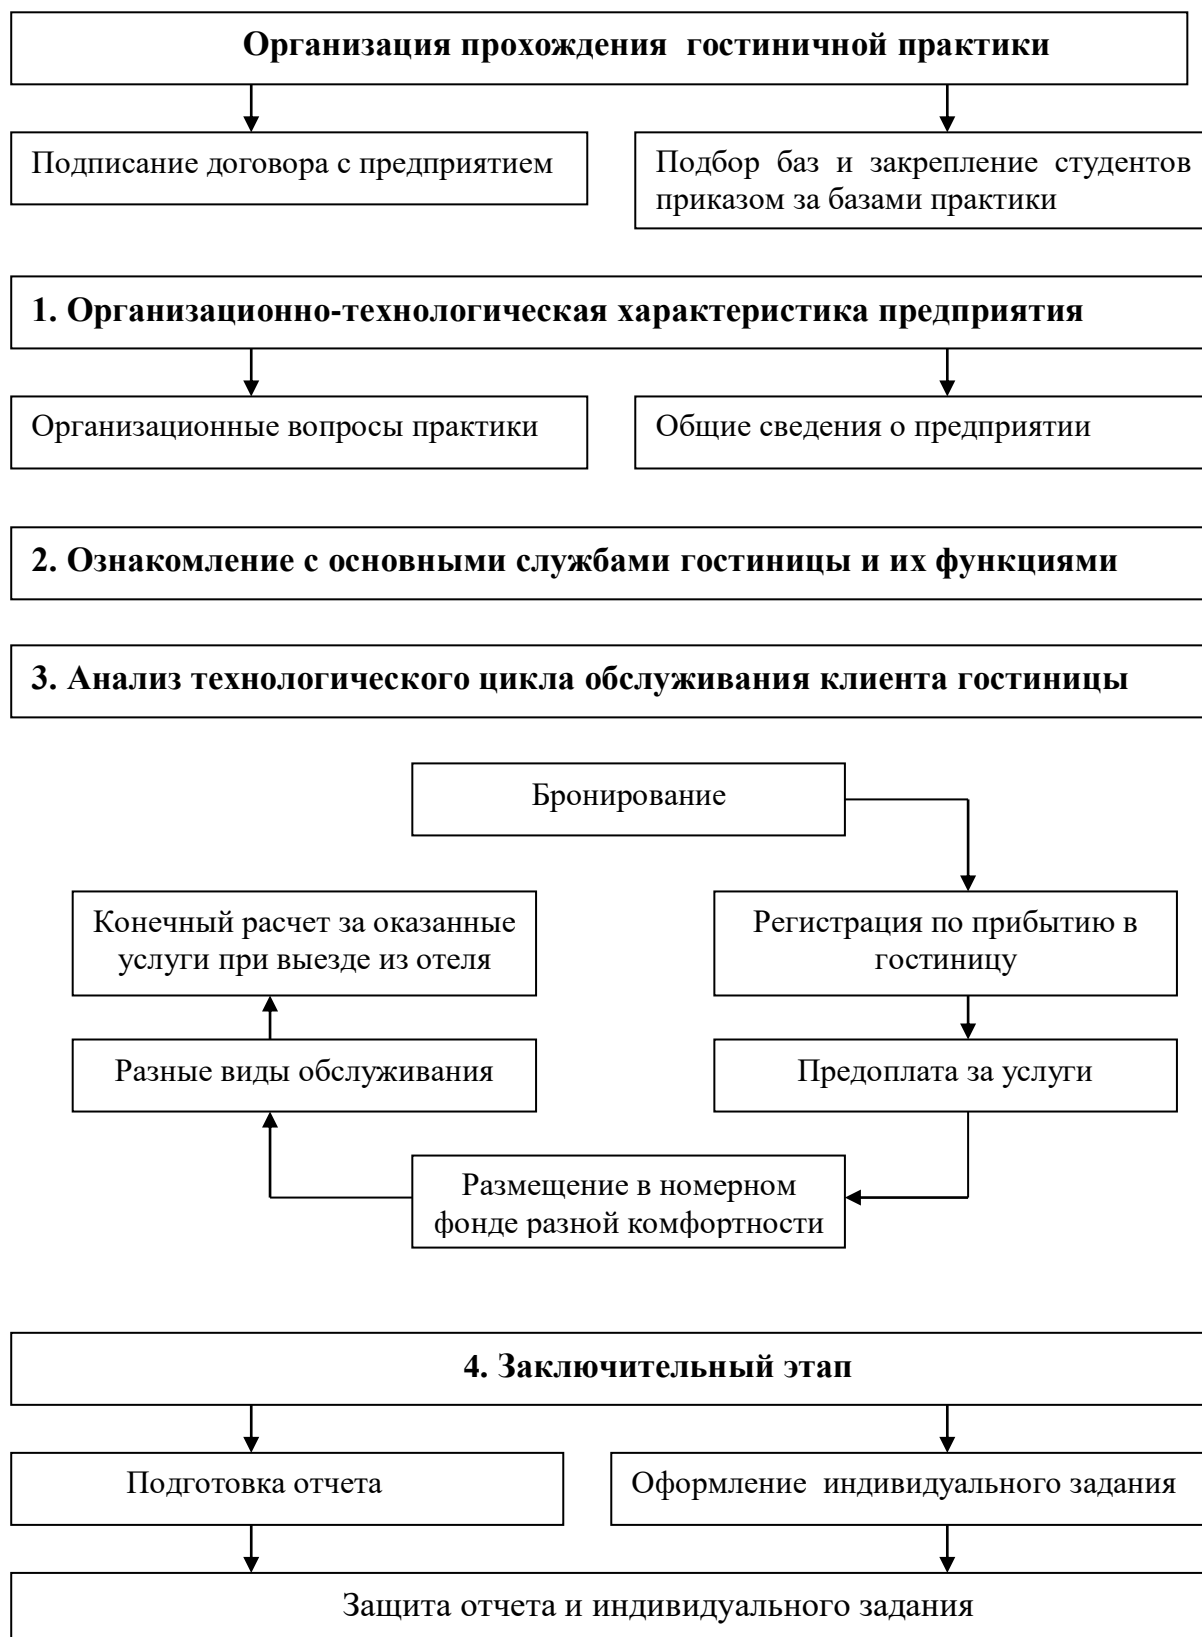 Организация прохождения гостиничной практики
Подписание договора с предприятием
Подбор баз и закрепление студентов
приказом за базами практики
1. Организационно-технологическая характеристика предприятия
Организационные вопросы практики
Общие сведения о предприятии
2. Ознакомление с основными службами гостиницы и их функциями
3. Анализ технологического цикла обслуживания клиента гостиницы
Бронирование
Регистрация по прибытию в
гостиницу
Предоплата за услуги
Размещение в номерном
фонде разной комфортности
Разные виды обслуживания
Конечный расчет за оказанные
услуги при выезде из отеля
4. Заключительный этап
Подготовка отчета
Оформление индивидуального задания
Защита отчета и индивидуального задания